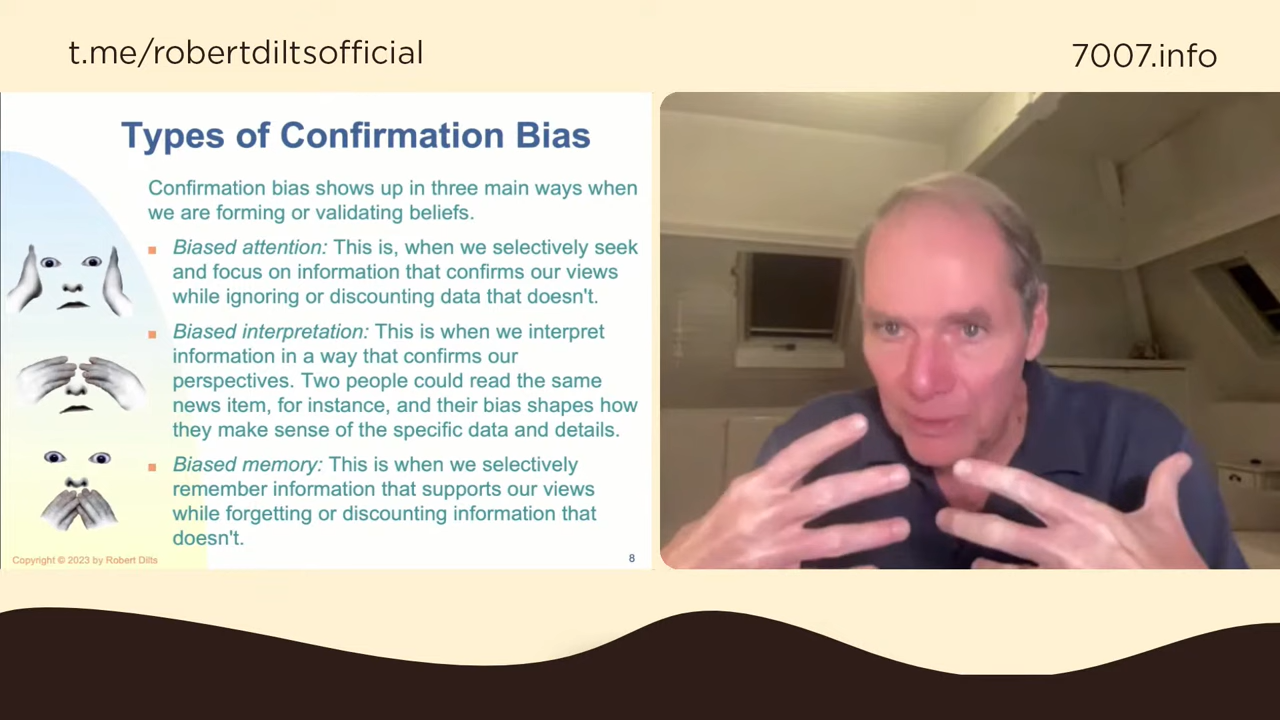 t.me/robertdiltsofficial
7007.info
Types of Confirmation Bias
Confirmation bias shows up in three main ways when
we are forming or validating beliefs.
Biased attention: This is, when we selectively seek
and focus on information that confirms our views
while ignoring or discounting data that doesn't.
Biased interpretation: This is when we interpret
information in a way that confirms our
perspectives. Two people could read the same
news item, for instance, and their bias shapes how
they make sense of the specific data and details.
Biased memory: This is when we selectively
remember information that supports our views
while forgetting or discounting information that
doesn't.
Copyright © 2023 by Robert Dilts
8